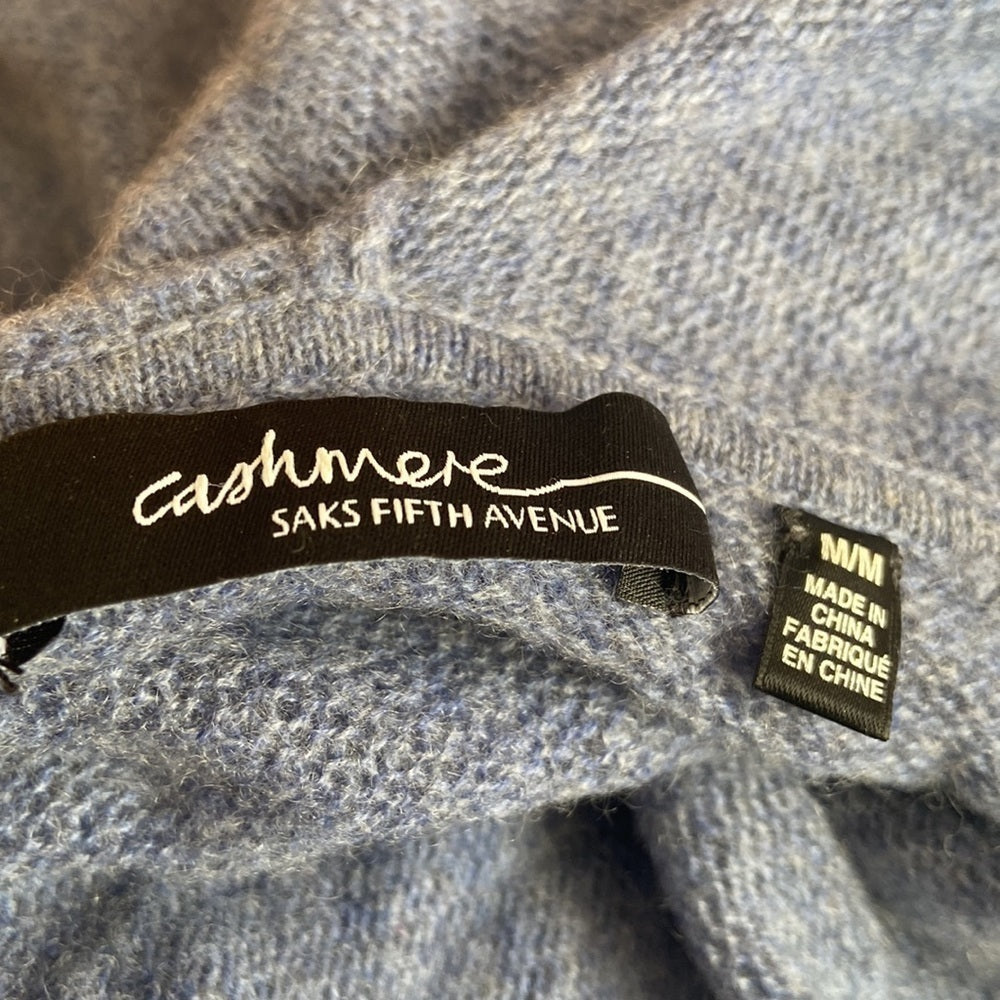 cashmere
SAKS FIFTH AVENUE
M/M
MADE IN
CHINA
FABRIQUÉ
EN CHINE